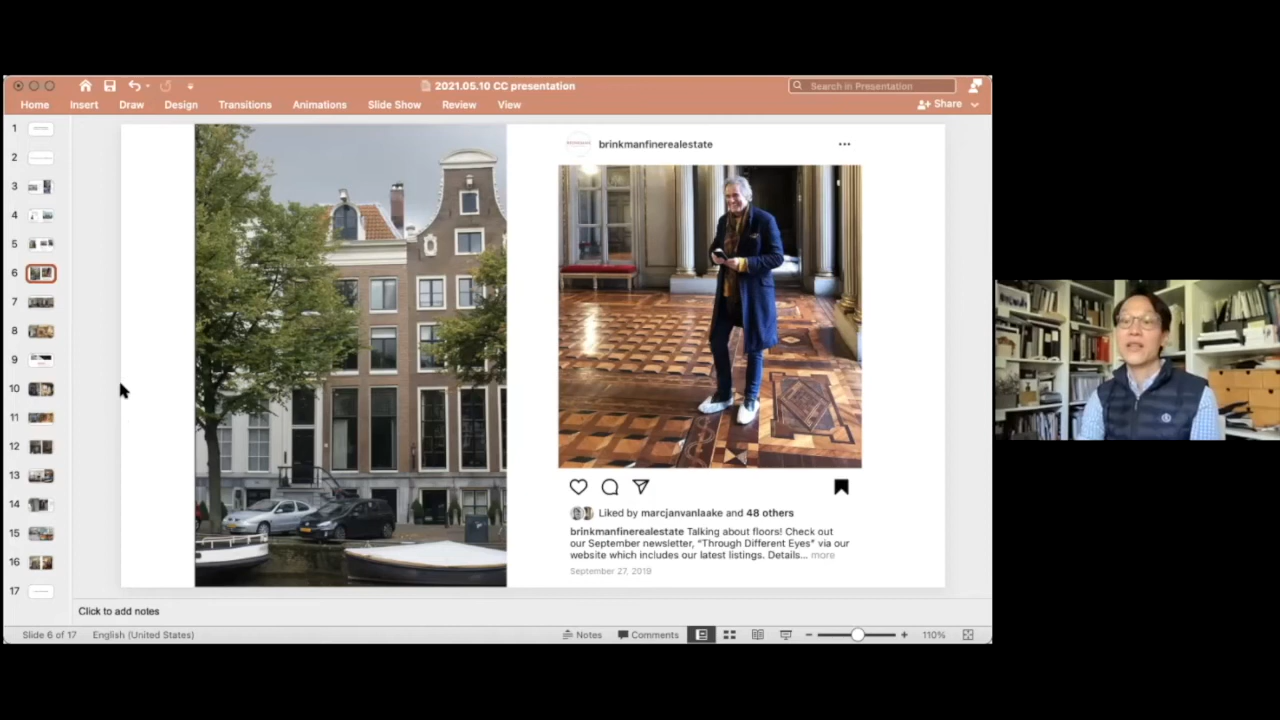 2021.05.10 CC presentation
Search in Presentation
Home Insert Draw Design Transitions Animations Slide Show Review View
Share
1
2
3
4
5
6
7
8
9
10
11
12
13
14
15
16
17
brinkmanfinerealestate
Liked by marcjanvanlaake and 48 others
brinkmanfinerealestate Talking about floors! Check out
our September newsletter, "Through Different Eyes" via our
website which includes our latest listings. Details... more
September 27, 2019
Click to add notes
Slide 6 of 17 English (United States)
Notes Comments 110%